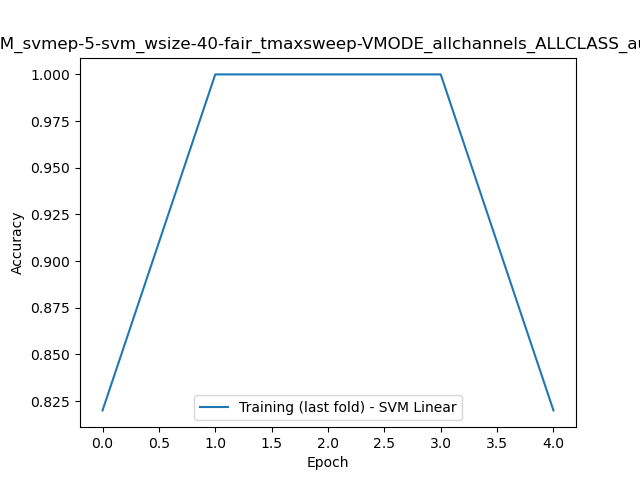 M_svmep-5-svm_wsize-40-fair_tmaxsweep-VMODE_allchannels_ALLCLASS_au
1.000
0.975
0.950
0.925
0.900
0.875
0.850
0.825
Accuracy
Training (last fold) - SVM Linear
0.0 0.5 1.0 1.5 2.0 2.5 3.0 3.5 4.0
Epoch